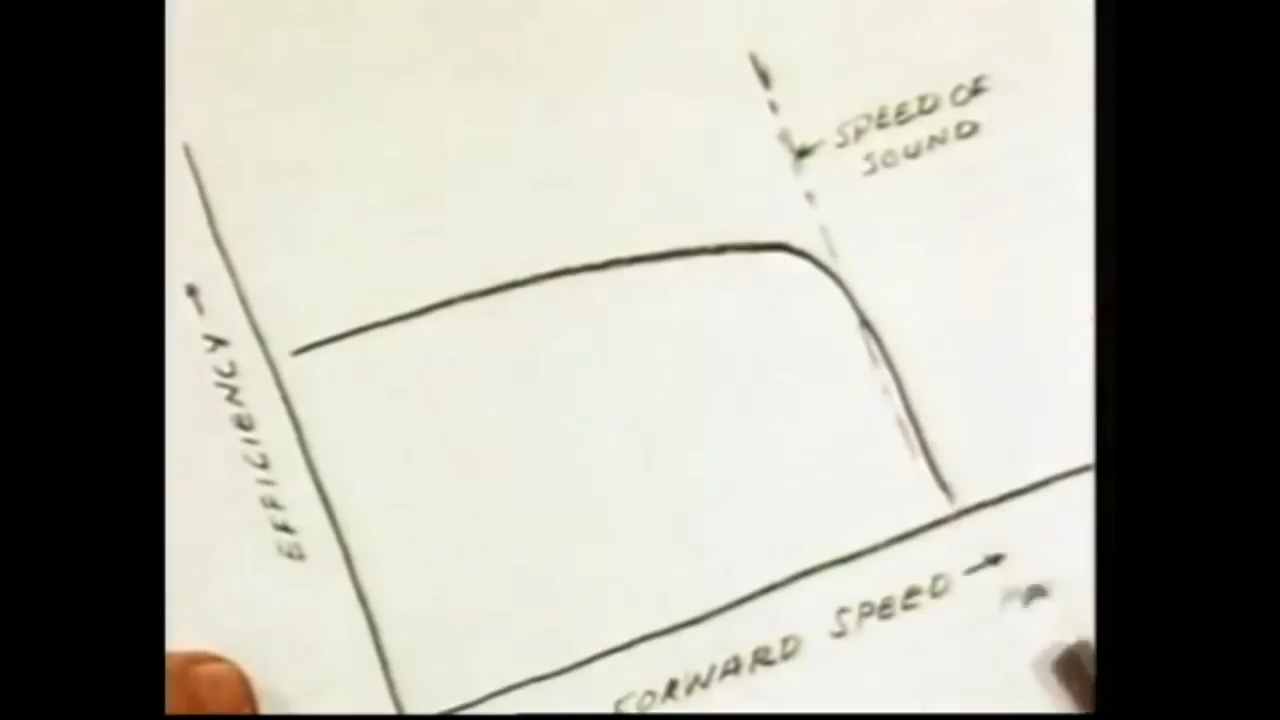 SPEED OF
SOUND
EFFICIENCY →
FORWARD SPEED →